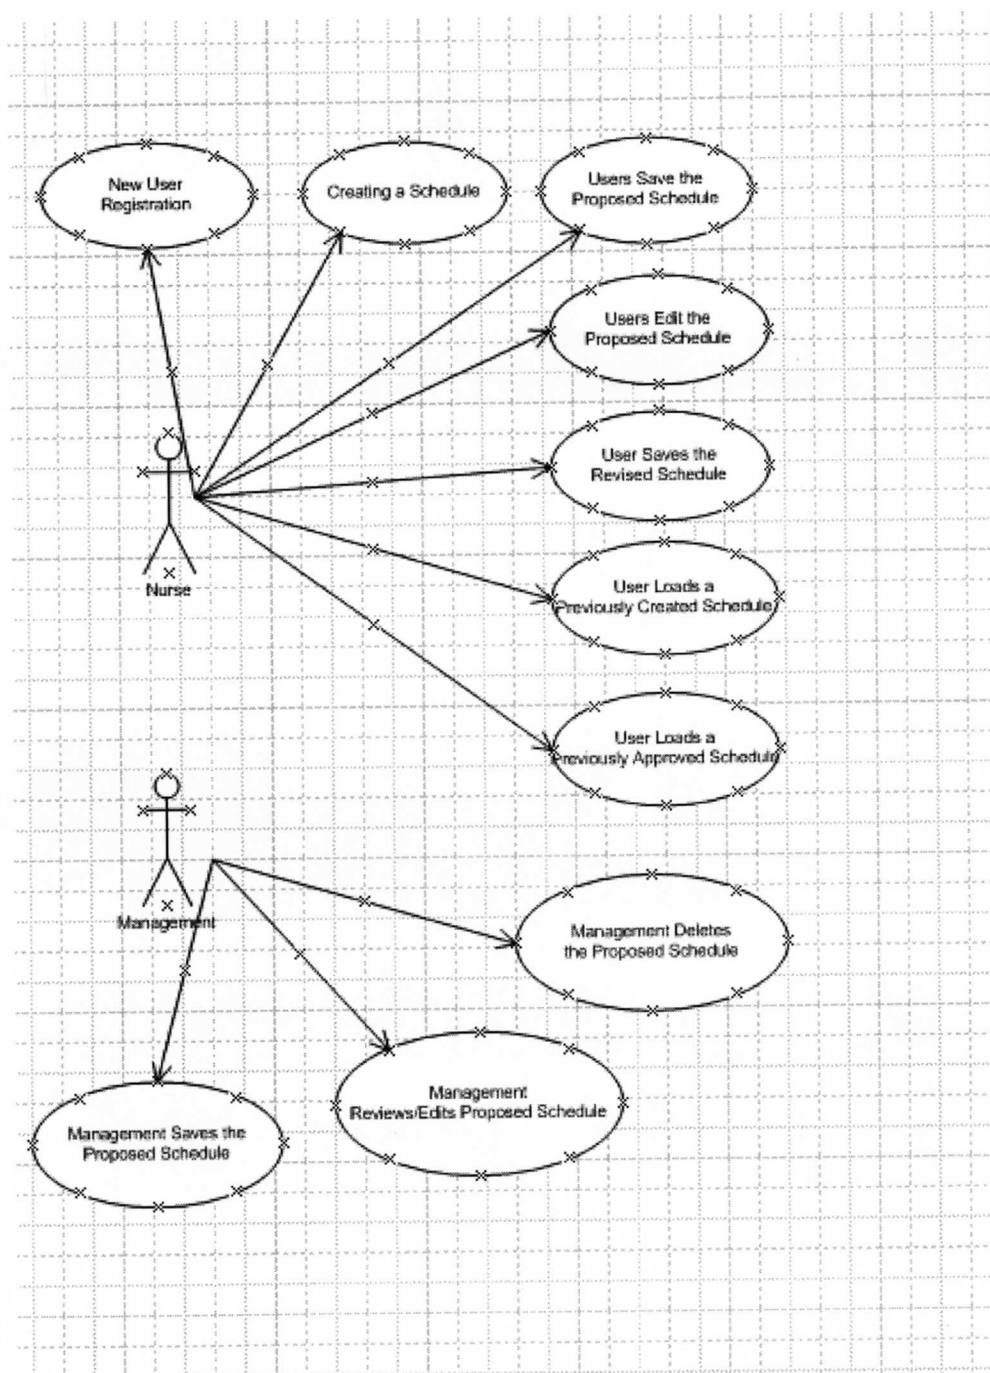 New User
Registration
Creating a Schedule
Users Save the
Proposed Schedule
Users Edit the
Proposed Schedule
User Saves the
Revised Schedule
Nurse
User Loads a
Previously Created Schedule
User Loads a
Previously Approved Schedule
Management
Management Deletes
the Proposed Schedule
Management
Reviews/Edits Proposed Schedule
Management Saves the
Proposed Schedule